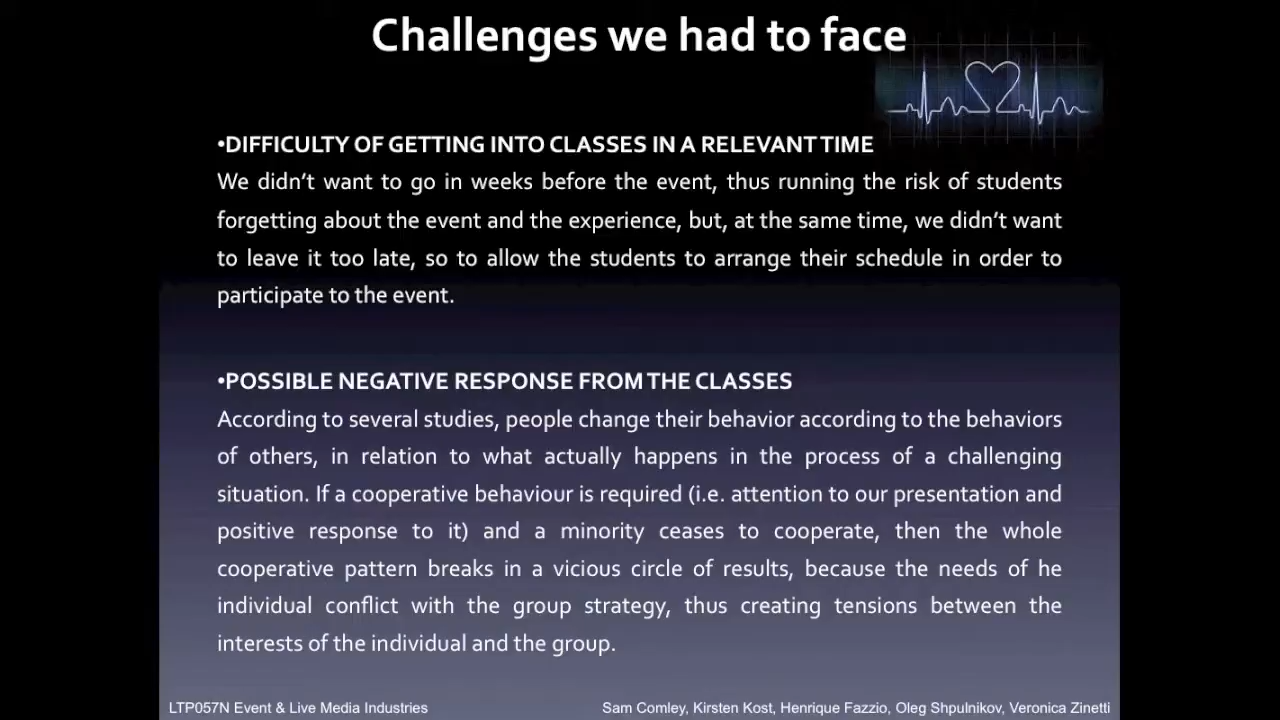 Challenges we had to face
•DIFFICULTY OF GETTING INTO CLASSES IN A RELEVANT TIME
We didn’t want to go in weeks before the event, thus running the risk of students
forgetting about the event and the experience, but, at the same time, we didn’t want
to leave it too late, so to allow the students to arrange their schedule in order to
participate to the event.
•POSSIBLE NEGATIVE RESPONSE FROM THE CLASSES
According to several studies, people change their behavior according to the behaviors
of others, in relation to what actually happens in the process of a challenging
situation. If a cooperative behaviour is required (i.e. attention to our presentation and
positive response to it) and a minority ceases to cooperate, then the whole
cooperative pattern breaks in a vicious circle of results, because the needs of he
individual conflict with the group strategy, thus creating tensions between the
interests of the individual and the group.
LTP057N Event & Live Media Industries
Sam Comley, Kirsten Kost, Henrique Fazzio, Oleg Shpulnikov, Veronica Zinetti